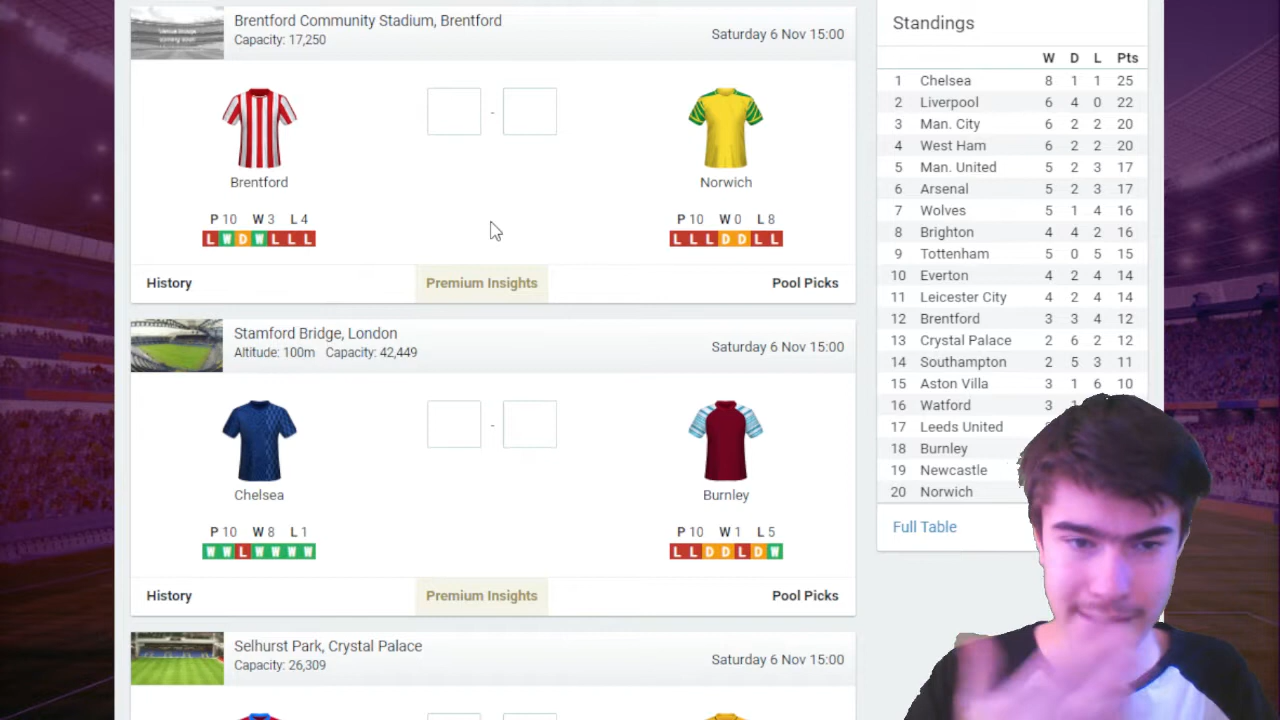 Brentford Community Stadium, Brentford
Capacity: 17,250
Saturday 6 Nov 15:00
-
Brentford
Norwich
P 10 W 3 L 4
P 10 W 0 L 8
L W D W L L L
L L L D D L L
History
Premium Insights
Pool Picks
Stamford Bridge, London
Altitude: 100m Capacity: 42,449
Saturday 6 Nov 15:00
-
Chelsea
Burnley
P 10 W 8 L 1
P 10 W 1 L 5
W W L W W W W
L L D D L D W
History
Premium Insights
Pool Picks
Selhurst Park, Crystal Palace
Capacity: 26,309
Saturday 6 Nov 15:00
-
Standings
W D L Pts
1 Chelsea 8 1 1 25
2 Liverpool 6 4 0 22
3 Man. City 6 2 2 20
4 West Ham 6 2 2 20
5 Man. United 5 2 3 17
6 Arsenal 5 2 3 17
7 Wolves 5 1 4 16
8 Brighton 4 4 2 16
9 Tottenham 5 0 5 15
10 Everton 4 2 4 14
11 Leicester City 4 2 4 14
12 Brentford 3 3 4 12
13 Crystal Palace 2 6 2 12
14 Southampton 2 5 3 11
15 Aston Villa 3 1 6 10
16 Watford 3
17 Leeds United
18 Burnley
19 Newcastle
20 Norwich
Full Table